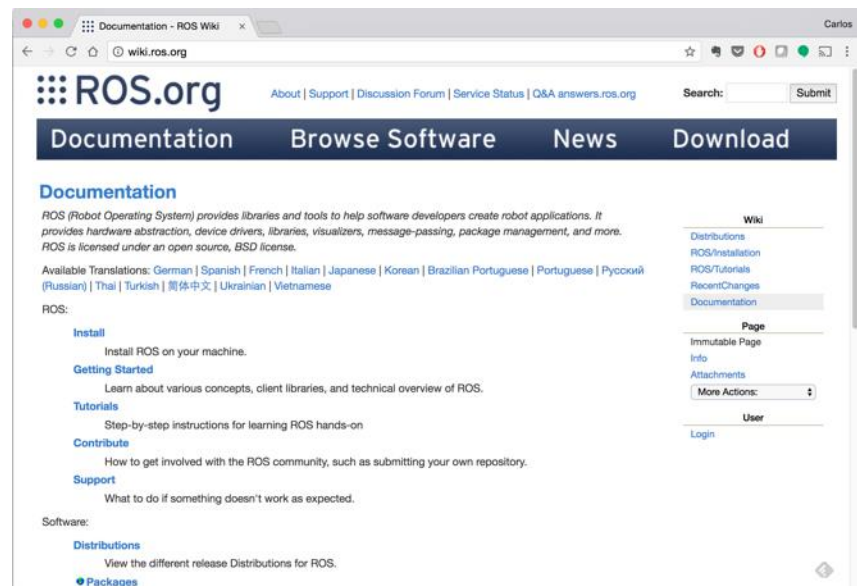 Documentation - ROS Wiki
Carlos
wiki.ros.org
ROS.org
About | Support | Discussion Forum | Service Status | Q&A answers.ros.org
Search:
Submit
Documentation
Browse Software
News
Download
Documentation
ROS (Robot Operating System) provides libraries and tools to help software developers create robot applications. It
provides hardware abstraction, device drivers, libraries, visualizers, message-passing, package management, and more.
ROS is licensed under an open source, BSD license.
Available Translations: German | Spanish | French | Italian | Japanese | Korean | Brazilian Portuguese | Portuguese | Русский
(Russian) | Thai | Turkish | 简体中文 | Ukrainian | Vietnamese
ROS:
Install
Install ROS on your machine.
Getting Started
Learn about various concepts, client libraries, and technical overview of ROS.
Tutorials
Step-by-step instructions for learning ROS hands-on
Contribute
How to get involved with the ROS community, such as submitting your own repository.
Support
What to do if something doesn't work as expected.
Software:
Distributions
View the different release Distributions for ROS.
Packages
Wiki
Distributions
ROS/Installation
ROS/Tutorials
RecentChanges
Documentation
Page
Immutable Page
Info
Attachments
More Actions:
User
Login